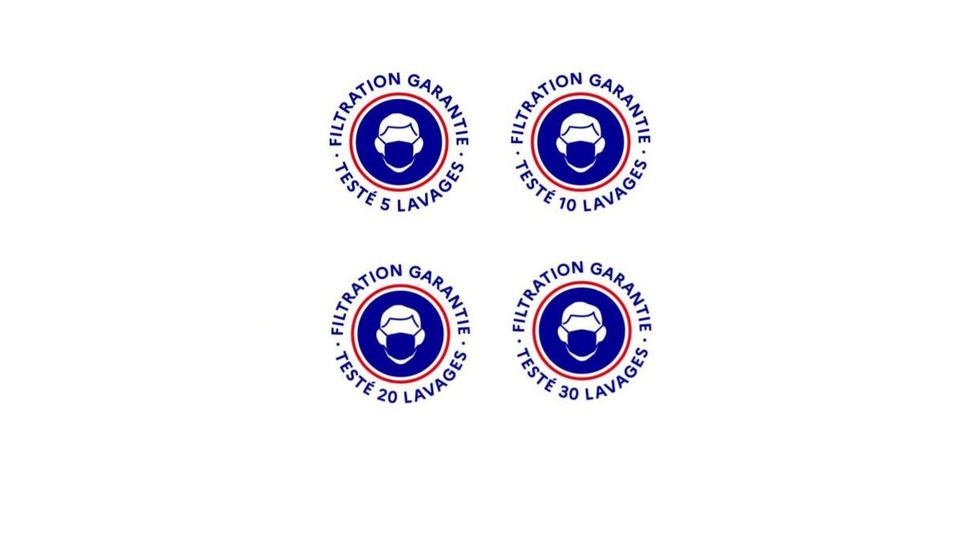 FILTRATION GARANTIE
· TESTÉ 5 LAVAGES ·
FILTRATION GARANTIE
· TESTÉ 10 LAVAGES ·
FILTRATION GARANTIE
· TESTÉ 20 LAVAGES ·
FILTRATION GARANTIE
· TESTÉ 30 LAVAGES ·